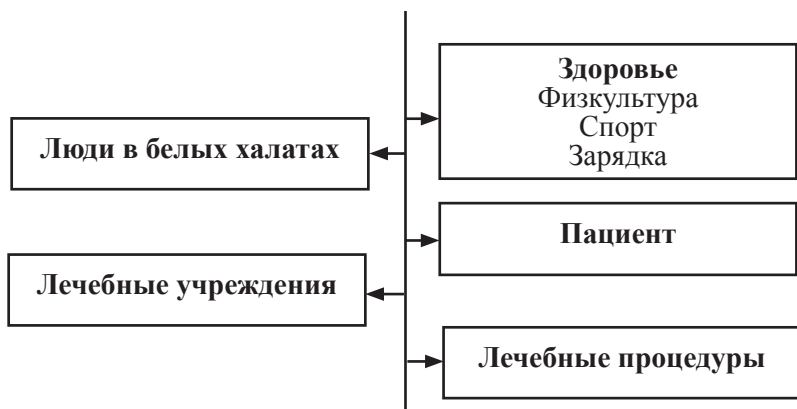 Здоровье
Физкультура
Спорт
Зарядка
Люди в белых халатах
Пациент
Лечебные учреждения
Лечебные процедуры